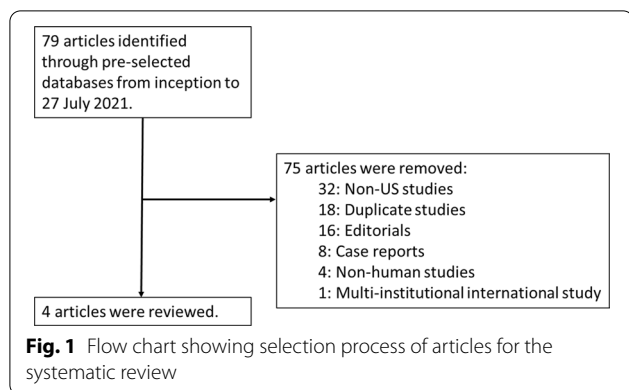 79 articles identified
through pre-selected
databases from inception to
27 July 2021.
75 articles were removed:
32: Non-US studies
18: Duplicate studies
16: Editorials
8: Case reports
4: Non-human studies
1: Multi-institutional international study
4 articles were reviewed.
Fig. 1 Flow chart showing selection process of articles for the
systematic review